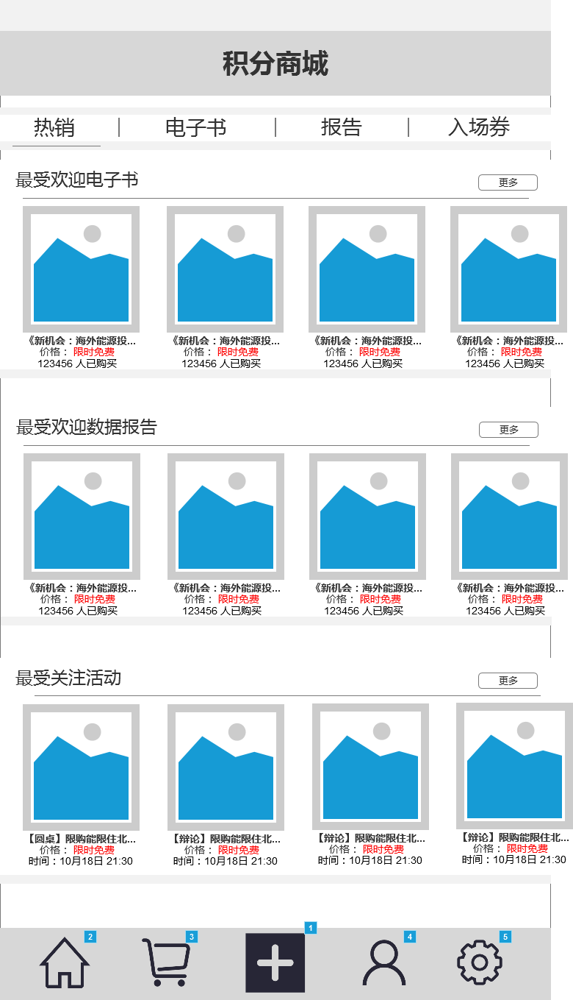 积分商城
热销 | 电子书 | 报告 | 入场券
最受欢迎电子书 更多
《新机会：海外能源投... 《新机会：海外能源投... 《新机会：海外能源投... 《新机会：海外能源投...
价格： 限时免费 价格： 限时免费 价格： 限时免费 价格： 限时免费
123456 人已购买 123456 人已购买 123456 人已购买 123456 人已购买
最受欢迎数据报告 更多
《新机会：海外能源投... 《新机会：海外能源投... 《新机会：海外能源投... 《新机会：海外能源投...
价格： 限时免费 价格： 限时免费 价格： 限时免费 价格： 限时免费
123456 人已购买 123456 人已购买 123456 人已购买 123456 人已购买
最受关注活动 更多
【圆桌】限购能限住北... 【辩论】限购能限住北... 【辩论】限购能限住北... 【辩论】限购能限住北...
价格： 限时免费 价格： 限时免费 价格： 限时免费 价格： 限时免费
时间：10月18日 21:30 时间：10月18日 21:30 时间：10月18日 21:30 时间：10月18日 21:30
2 3 1 4 5